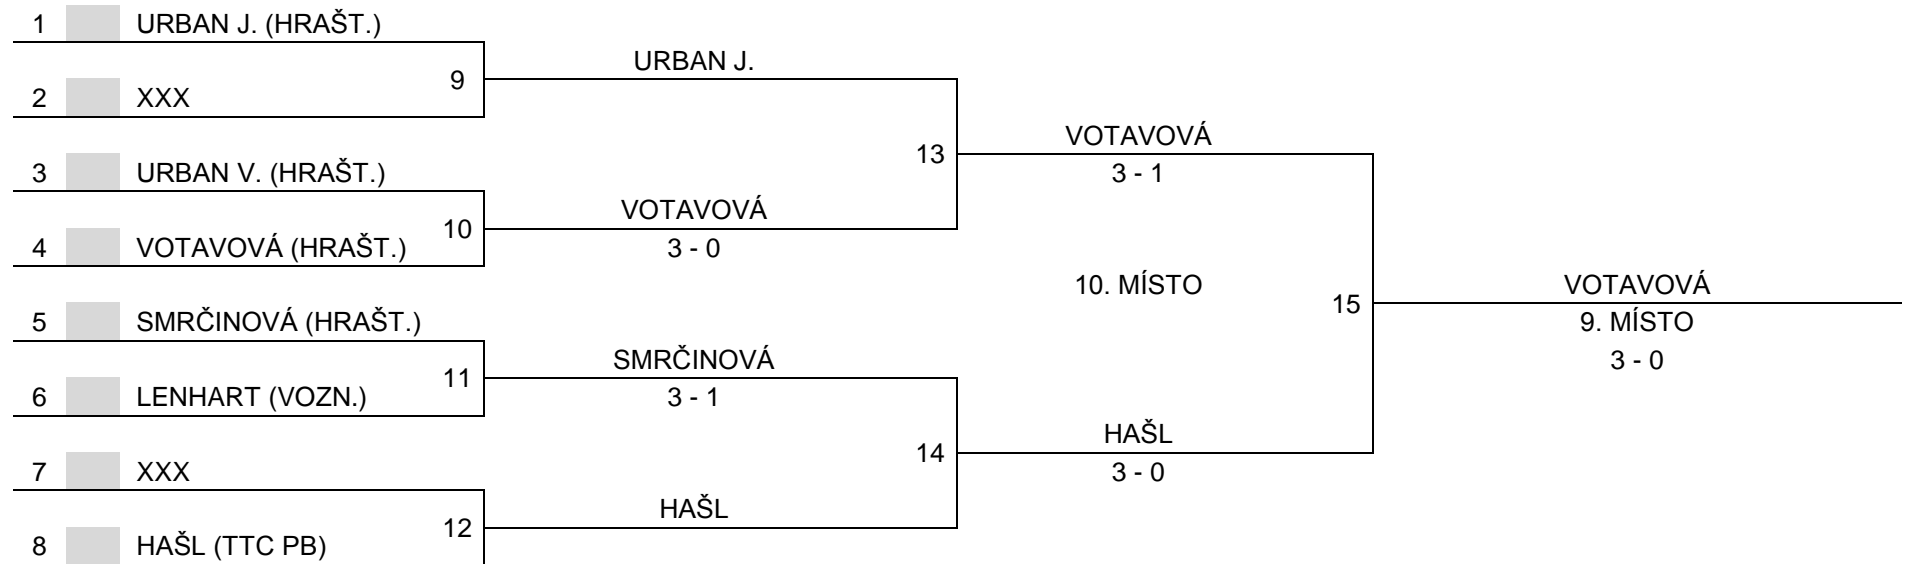 1 URBAN J. (HRAŠT.)
URBAN J.
9
2 XXX
VOTAVOVÁ
13
3 URBAN V. (HRAŠT.)
3 - 1
VOTAVOVÁ
10
4 VOTAVOVÁ (HRAŠT.)
3 - 0
10. MÍSTO
VOTAVOVÁ
15
5 SMRČINOVÁ (HRAŠT.)
9. MÍSTO
SMRČINOVÁ
3 - 0
11
6 LENHART (VOZN.)
3 - 1
HAŠL
14
7 XXX
3 - 0
HAŠL
12
8 HAŠL (TTC PB)